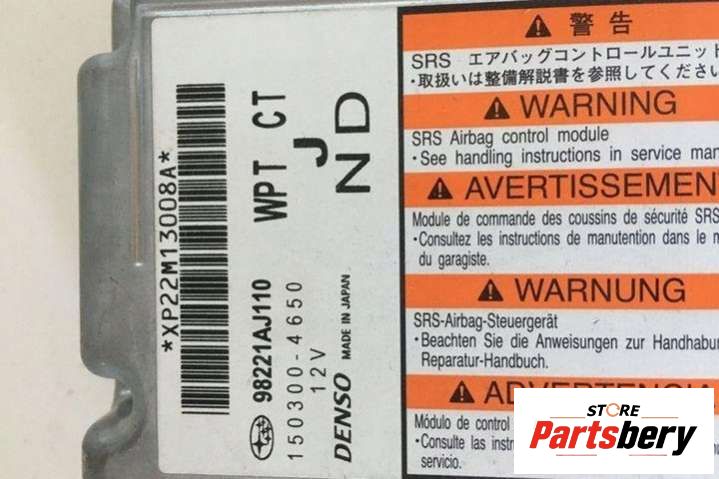 *XP22M13008A*
98221AJ110 WPT CT
150300-4650 J
12V ND
DENSO MADE IN JAPAN
警告
SRS エアバッグコントロールユニット
・取扱いは整備解説書を参照してください
WARNING
SRS Airbag control module
・See handling instructions in service
AVERTISSEMEN
Module de commande des coussins de sécurité SRS
・Consultez les instructions de manutention dans le
du garagiste.
WARNUNG
SRS-Airbag-Steuergerät
・Beachten Sie die Anweisungen zur
Reparatur-Handbuch.
ADVERTENCIA
Módulo de control
・Consulte las
servicio.
STORE
Partsbery